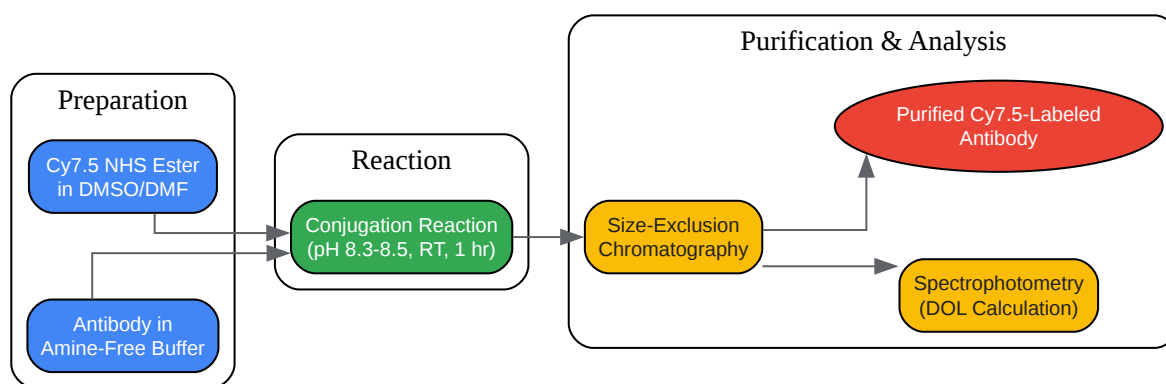 Preparation
Cy7.5 NHS Ester
in DMSO/DMF
Antibody in
Amine-Free Buffer
Reaction
Conjugation Reaction
(pH 8.3-8.5, RT, 1 hr)
Purification & Analysis
Size-Exclusion
Chromatography
Purified Cy7.5-Labeled
Antibody
Spectrophotometry
(DOL Calculation)